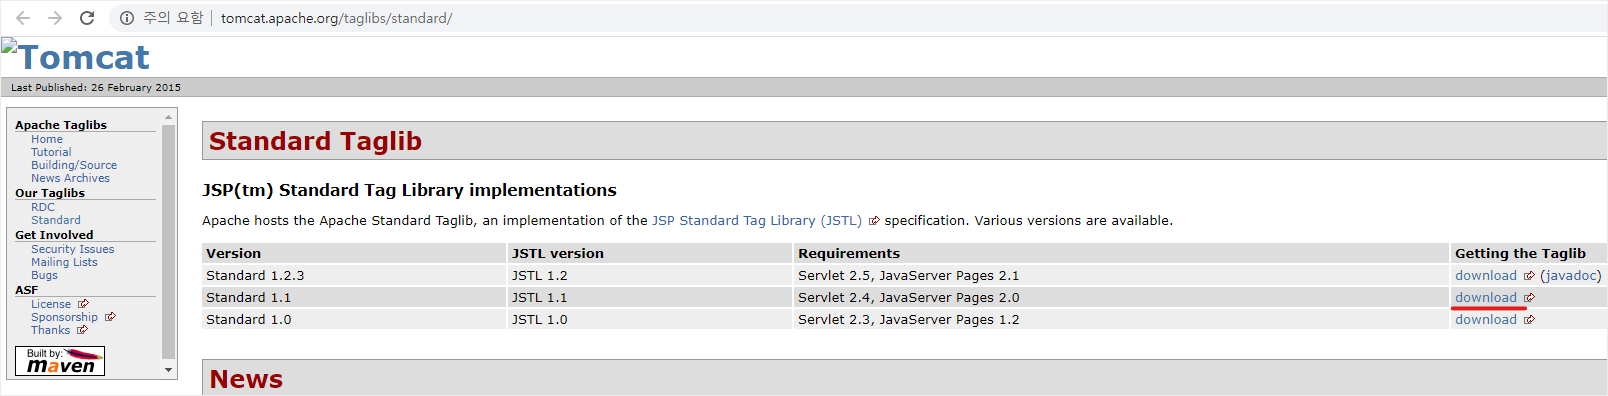 주의 요함 | tomcat.apache.org/taglibs/standard/
Tomcat
Last Published: 26 February 2015
Apache Taglibs
Home
Tutorial
Building/Source
News Archives
Our Taglibs
RDC
Standard
Get Involved
Security Issues
Mailing Lists
Bugs
ASF
License
Sponsorship
Thanks
Built by:
maven
Standard Taglib
JSP(tm) Standard Tag Library implementations
Apache hosts the Apache Standard Taglib, an implementation of the JSP Standard Tag Library (JSTL) specification. Various versions are available.
Version JSTL version Requirements Getting the Taglib
Standard 1.2.3 JSTL 1.2 Servlet 2.5, JavaServer Pages 2.1 download (javadoc)
Standard 1.1 JSTL 1.1 Servlet 2.4, JavaServer Pages 2.0 download
Standard 1.0 JSTL 1.0 Servlet 2.3, JavaServer Pages 1.2 download
News